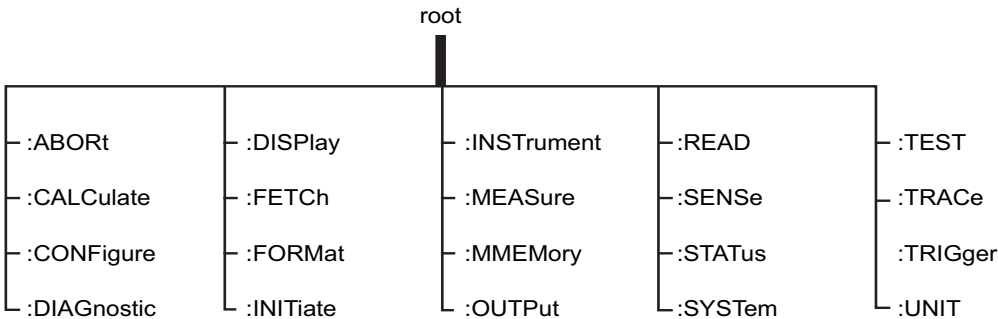 root
:ABORt
:CALCulate
:CONFigure
:DIAGnostic
:DISPlay
:FETCh
:FORMat
:INITiate
:INSTrument
:MEASure
:MMEMory
:OUTPut
:READ
:SENSe
:STATus
:SYSTem
:TEST
:TRACe
:TRIGger
:UNIT